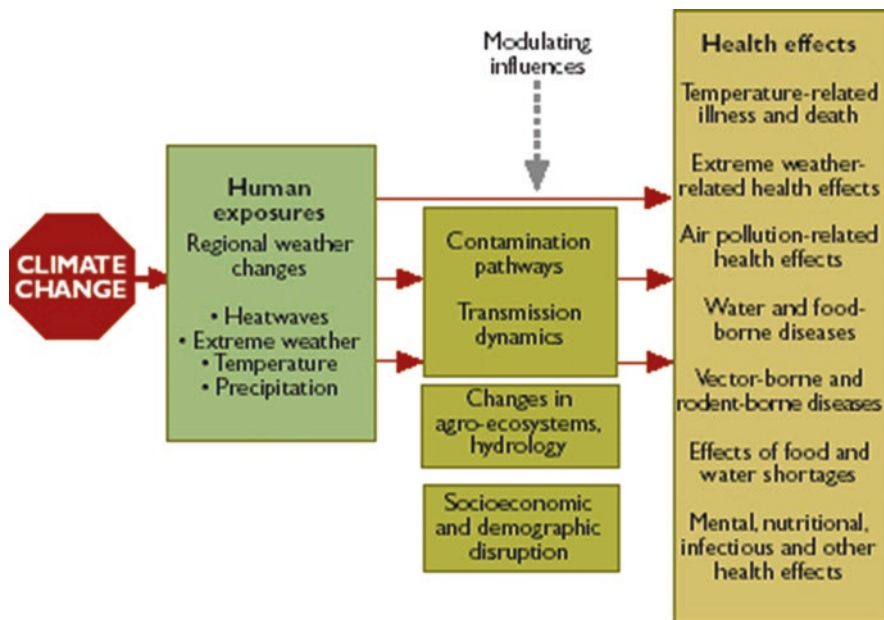 Modulating
influences
CLIMATE
CHANGE
Human
exposures
Regional weather
changes
• Heatwaves
• Extreme weather
• Temperature
• Precipitation
Contamination
pathways
Transmission
dynamics
Changes in
agro-ecosystems,
hydrology
Socioeconomic
and demographic
disruption
Health effects
Temperature-related
illness and death
Extreme weather-
related health effects
Air pollution-related
health effects
Water and food-
borne diseases
Vector-borne and
rodent-borne diseases
Effects of food and
water shortages
Mental, nutritional,
infectious and other
health effects